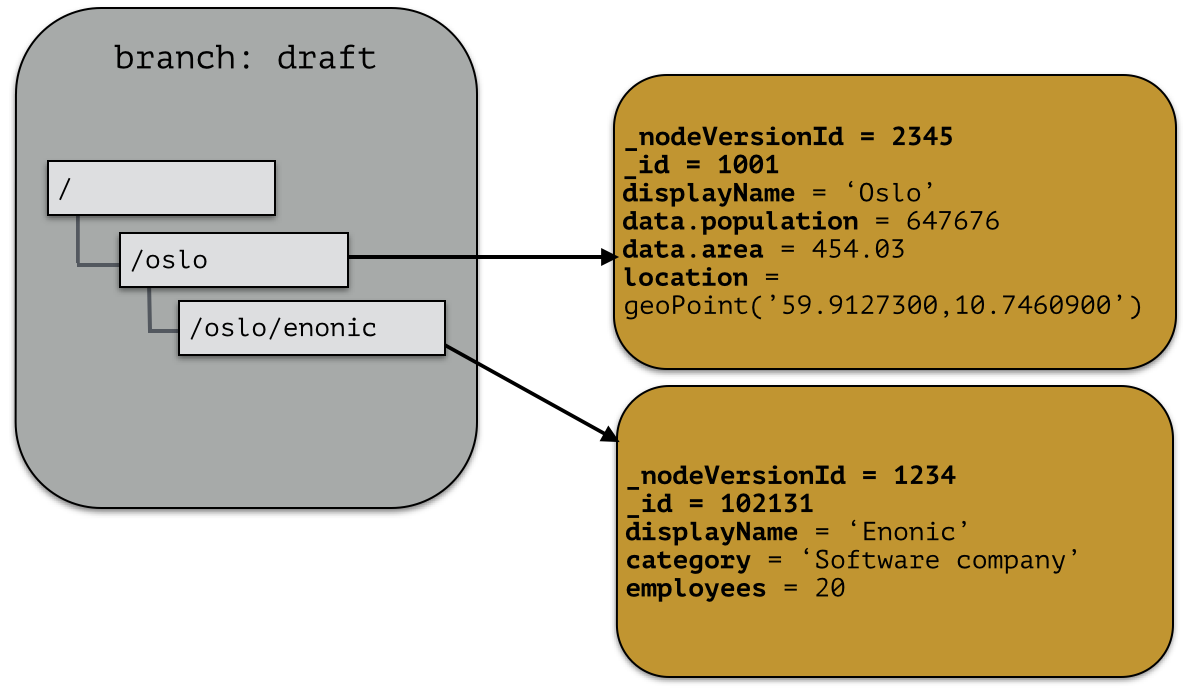 branch: draft
/
/oslo
/oslo/enonic
_nodeVersionId = 2345
_id = 1001
displayName = ‘Oslo’
data.population = 647676
data.area = 454.03
location =
geoPoint(’59.9127300,10.7460900’)
_nodeVersionId = 1234
_id = 102131
displayName = ‘Enonic’
category = ‘Software company’
employees = 20